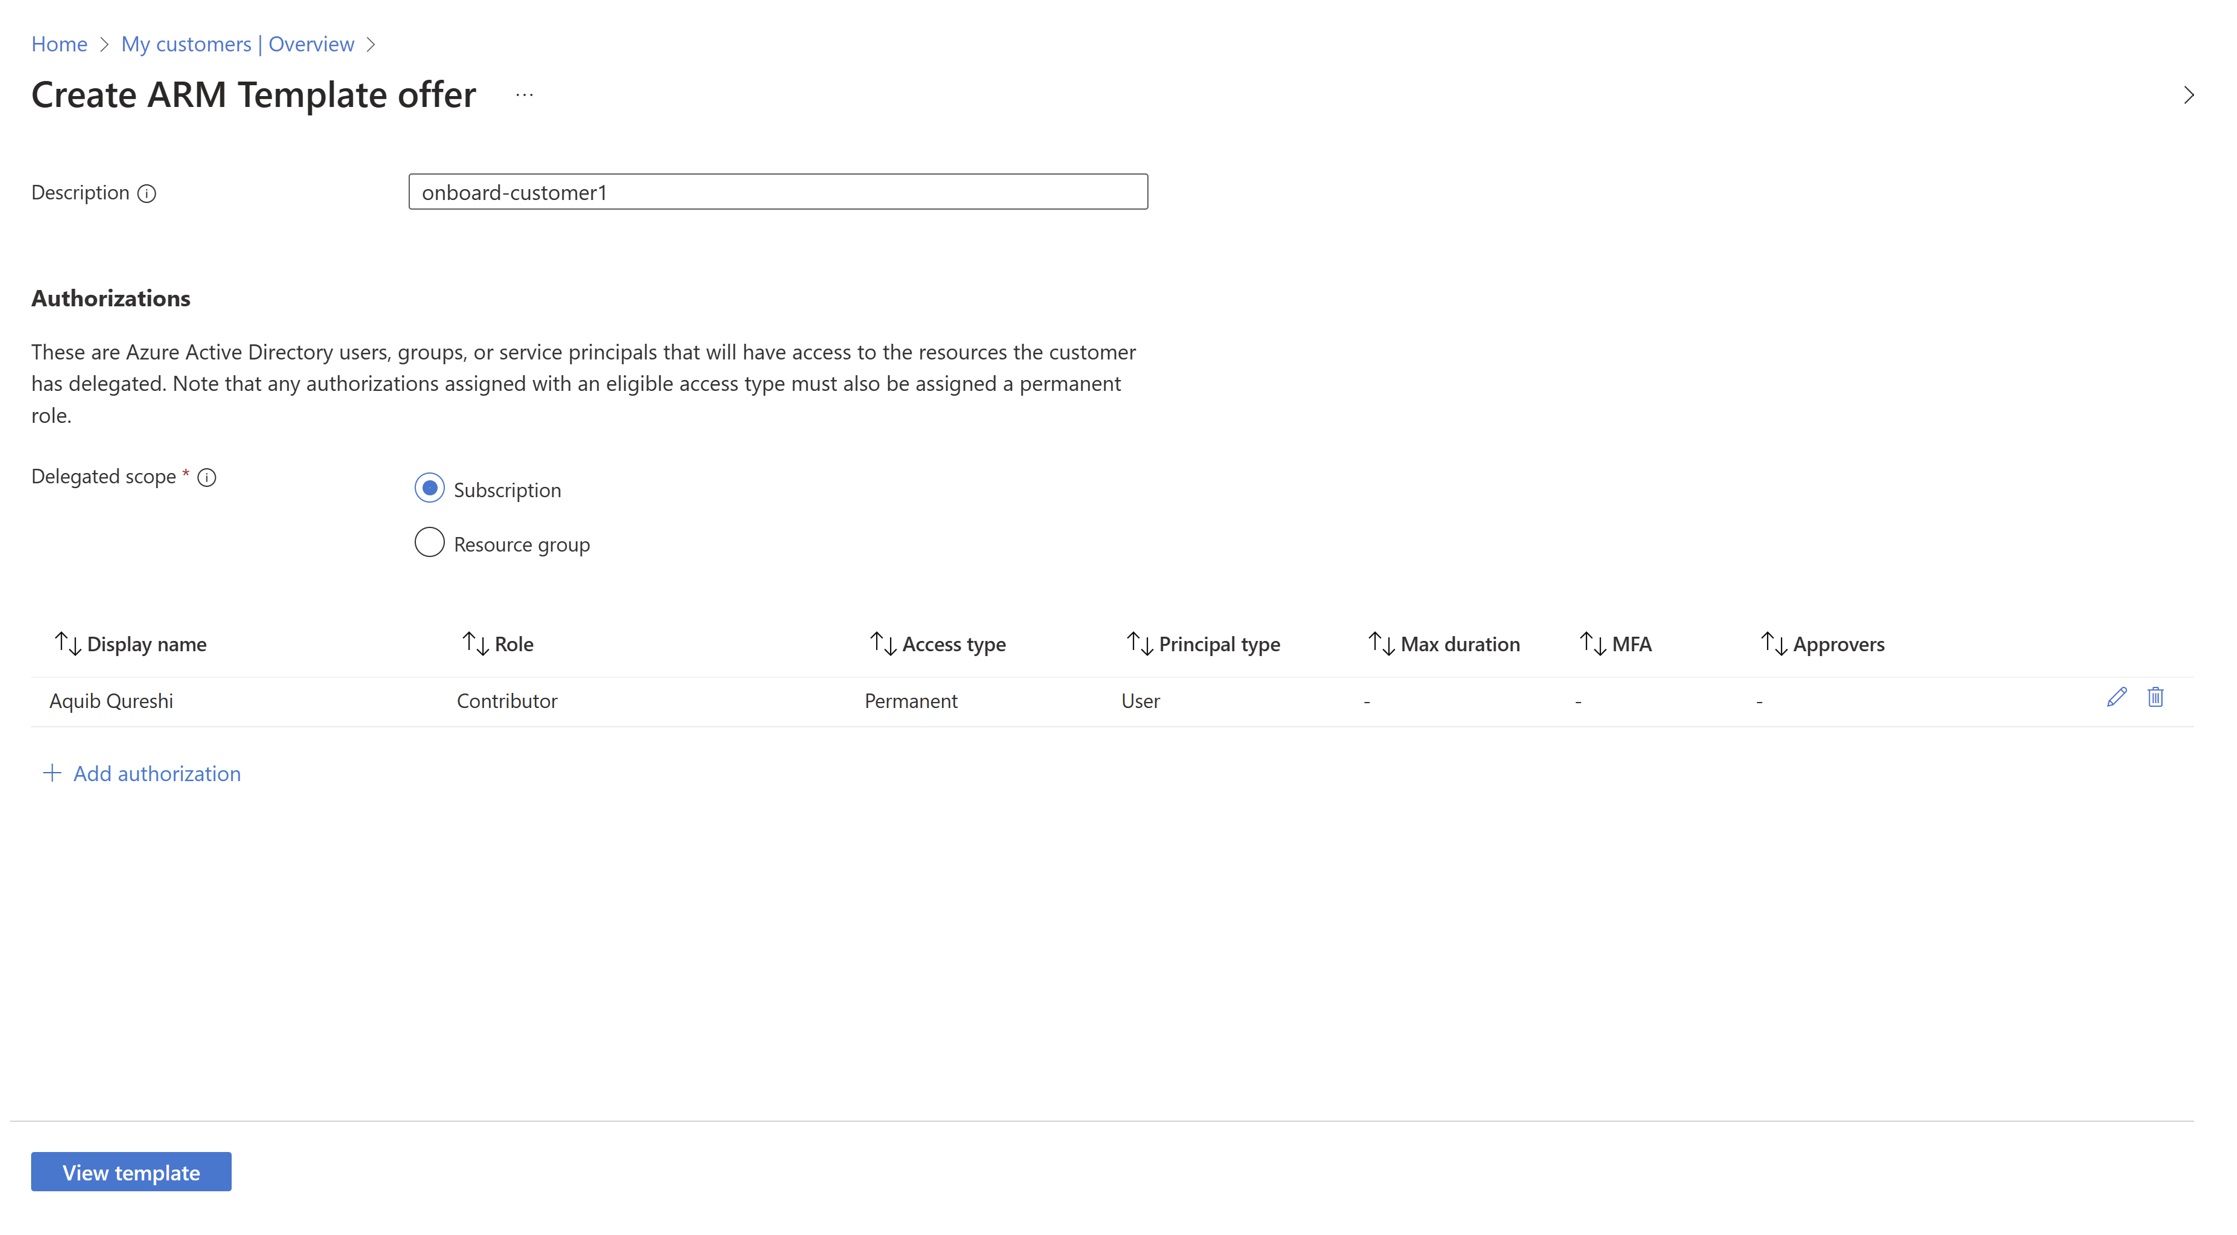 Home > My customers | Overview >
Create ARM Template offer ...
Description
onboard-customer1
Authorizations
These are Azure Active Directory users, groups, or service principals that will have access to the resources the customer
has delegated. Note that any authorizations assigned with an eligible access type must also be assigned a permanent
role.
Delegated scope *
Subscription
Resource group
Display name Role Access type Principal type Max duration MFA Approvers
Aquib Qureshi Contributor Permanent User - - -
+ Add authorization
View template